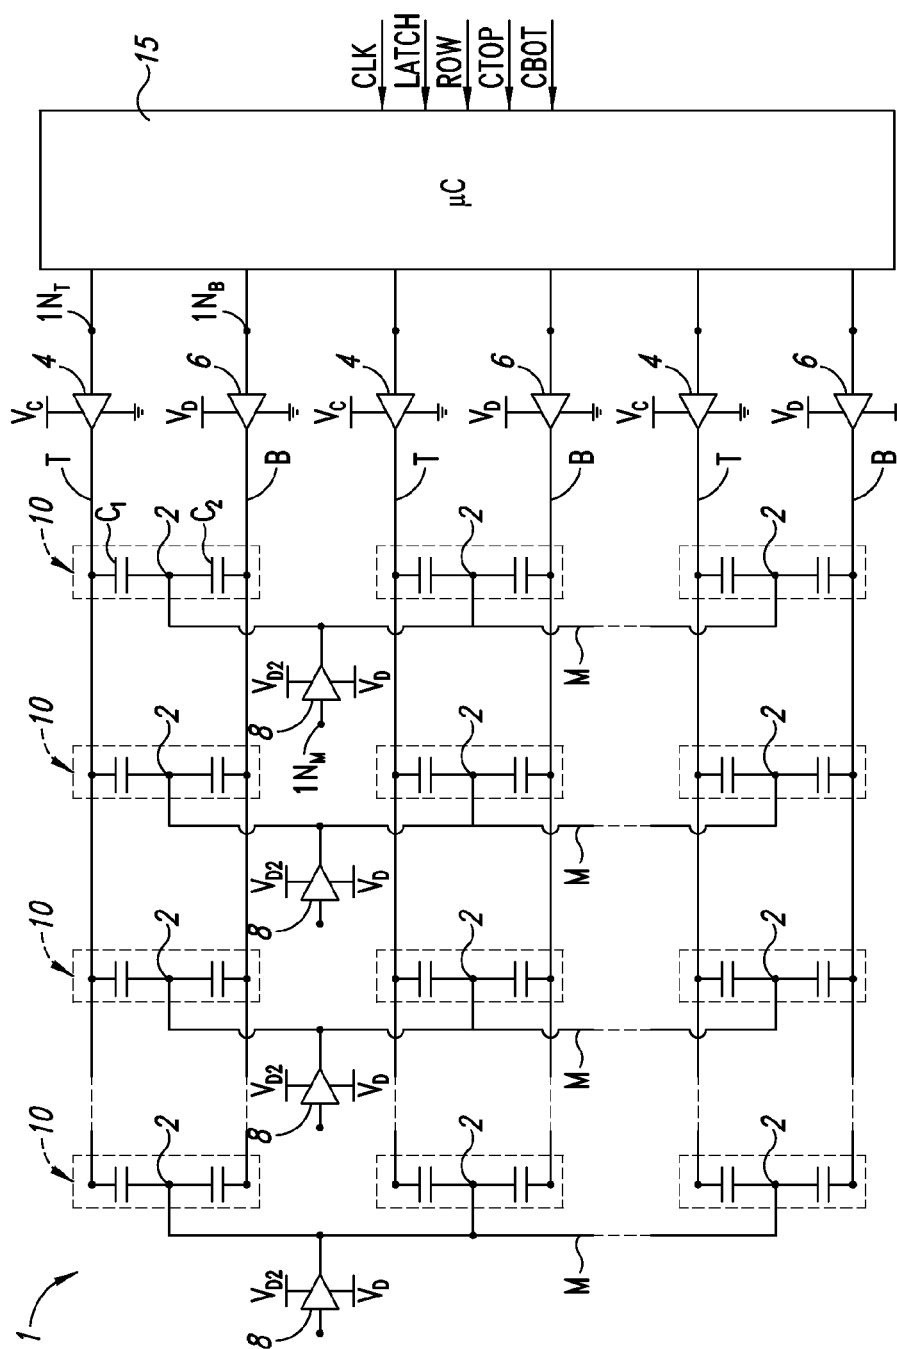 15
CLK
LATCH
ROW
CTOP
CBOT
μC
1N_T
1N_B
4
6
4
6
4
6
V_C
V_D
V_C
V_D
V_C
V_D
T
B
T
B
T
B
10
C_1
2
C_2
2
2
V_D2
V_D
8
1N_M
M
10
2
2
2
V_D2
V_D
8
M
10
2
2
2
V_D2
V_D
8
M
10
2
2
2
V_D2
V_D
8
M
1